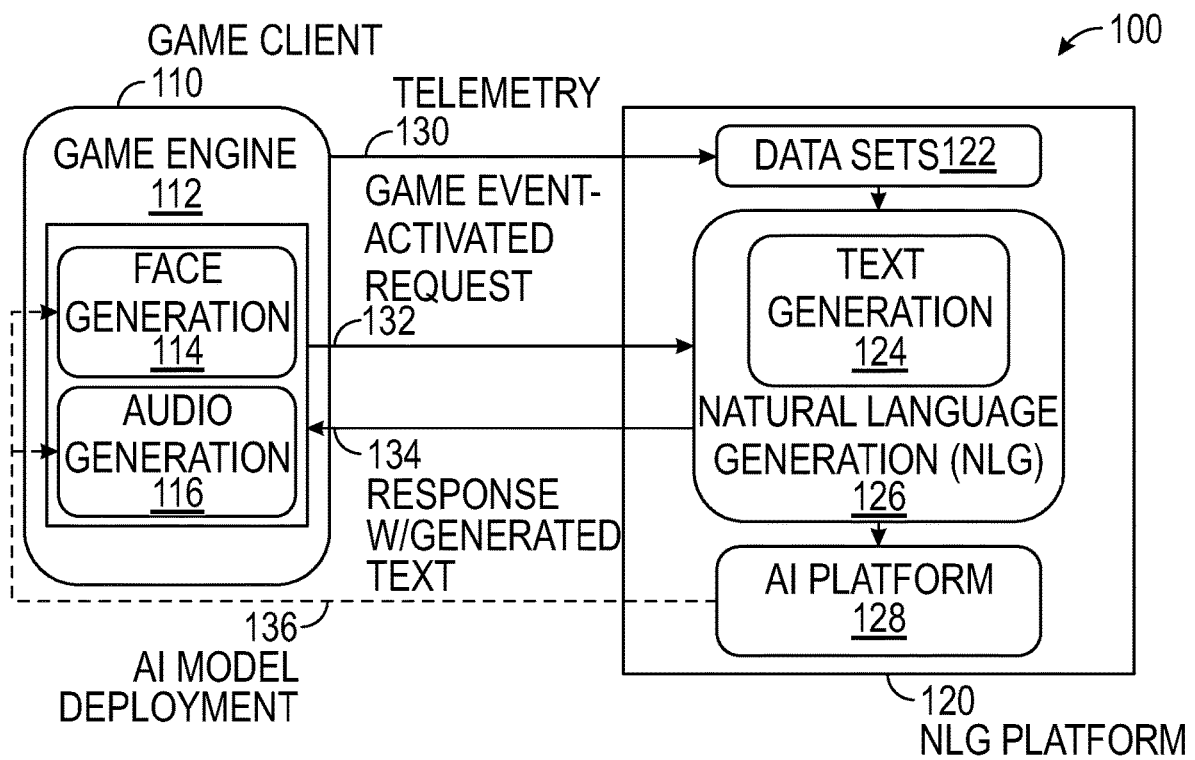 100
GAME CLIENT
110
GAME ENGINE
112
FACE
GENERATION
114
AUDIO
GENERATION
116
TELEMETRY
130
GAME EVENT-
ACTIVATED
REQUEST
132
134
RESPONSE
W/GENERATED
TEXT
DATA SETS 122
TEXT
GENERATION
124
NATURAL LANGUAGE
GENERATION (NLG)
126
AI PLATFORM
128
136
AI MODEL
DEPLOYMENT
120
NLG PLATFORM